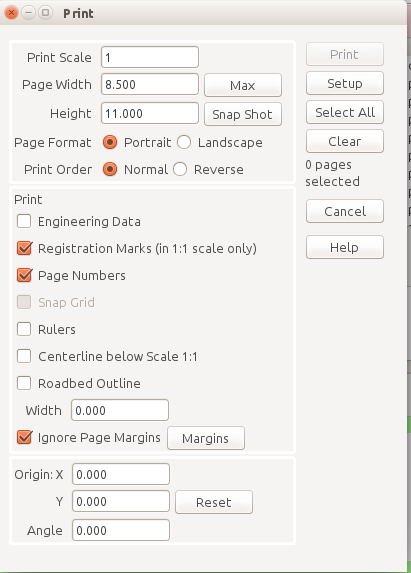 Print
Print Scale 1 Print
Page Width 8.500 Max Setup
Height 11.000 Snap Shot Select All
Page Format Portrait Landscape Clear
Print Order Normal Reverse 0 pages
selected
Print
Engineering Data Cancel
Registration Marks (in 1:1 scale only) Help
Page Numbers
Snap Grid
Rulers
Centerline below Scale 1:1
Roadbed Outline
Width 0.000
Ignore Page Margins Margins
Origin: X 0.000
Y 0.000 Reset
Angle 0.000